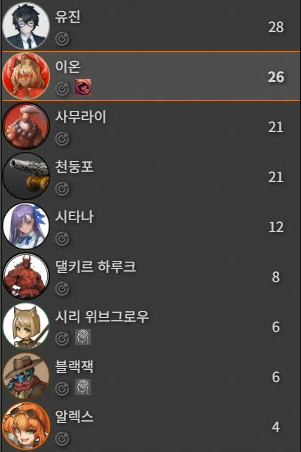 유진
28
이온
26
사무라이
21
천둥포
21
시타나
12
댈키르 하루크
8
시리 위브그로우
6
블랙잭
6
알렉스
4